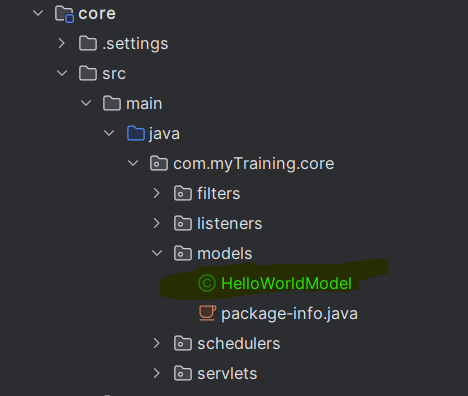 core
.settings
src
main
java
com.myTraining.core
filters
listeners
models
C HelloWorldModel
package-info.java
schedulers
servlets